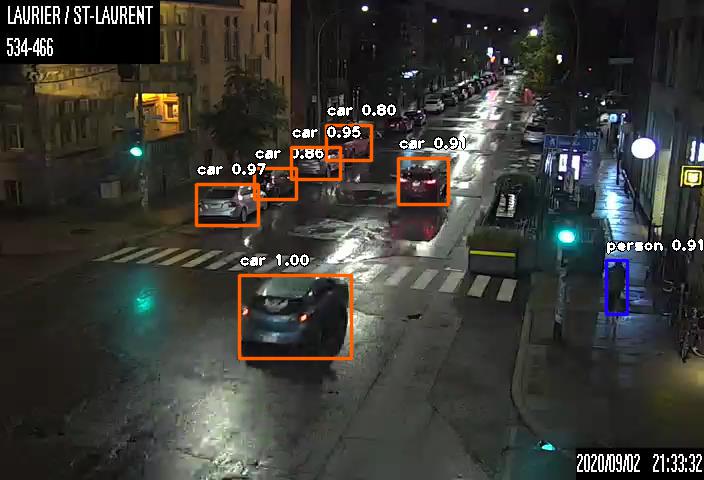 LAURIER / ST-LAURENT
534-466
car 0.80
car 0.95
car 0.86
car 0.91
car 0.97
person 0.91
car 1.00
2020/09/02 21:33:32